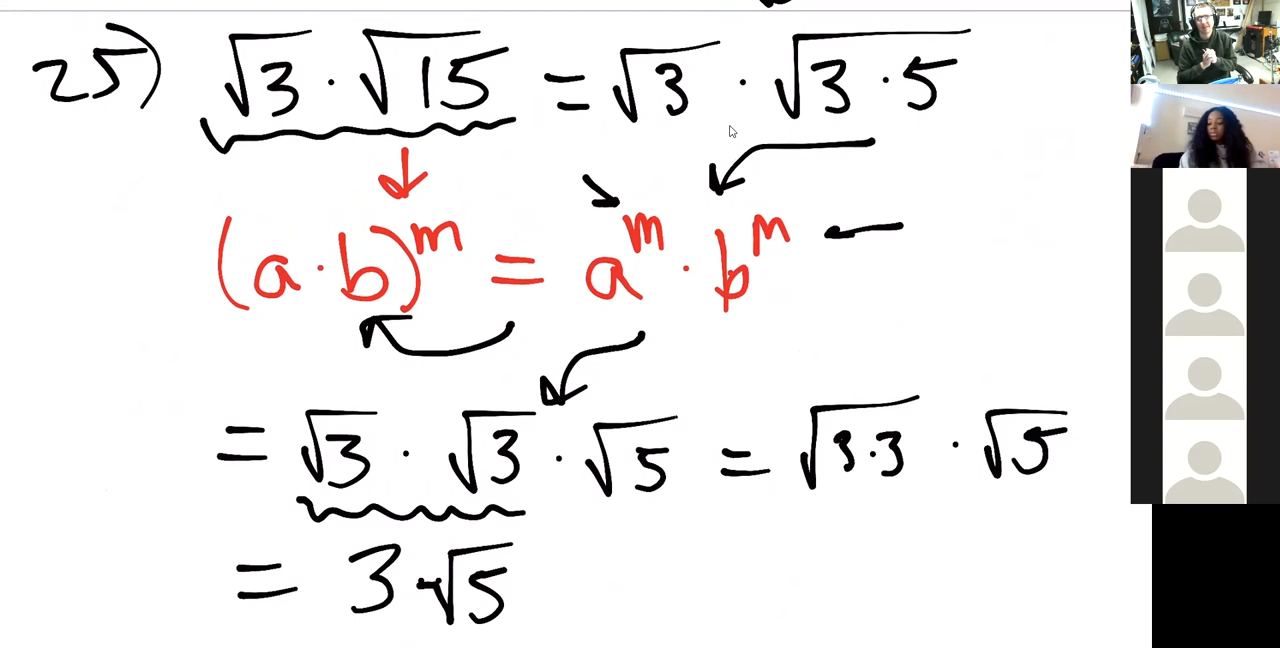 25) √3 · √15 = √3 · √3 · 5
(a · b)^m = a^m · b^m
= √3 · √3 · √5 = √3·3 · √5
= 3 · √5